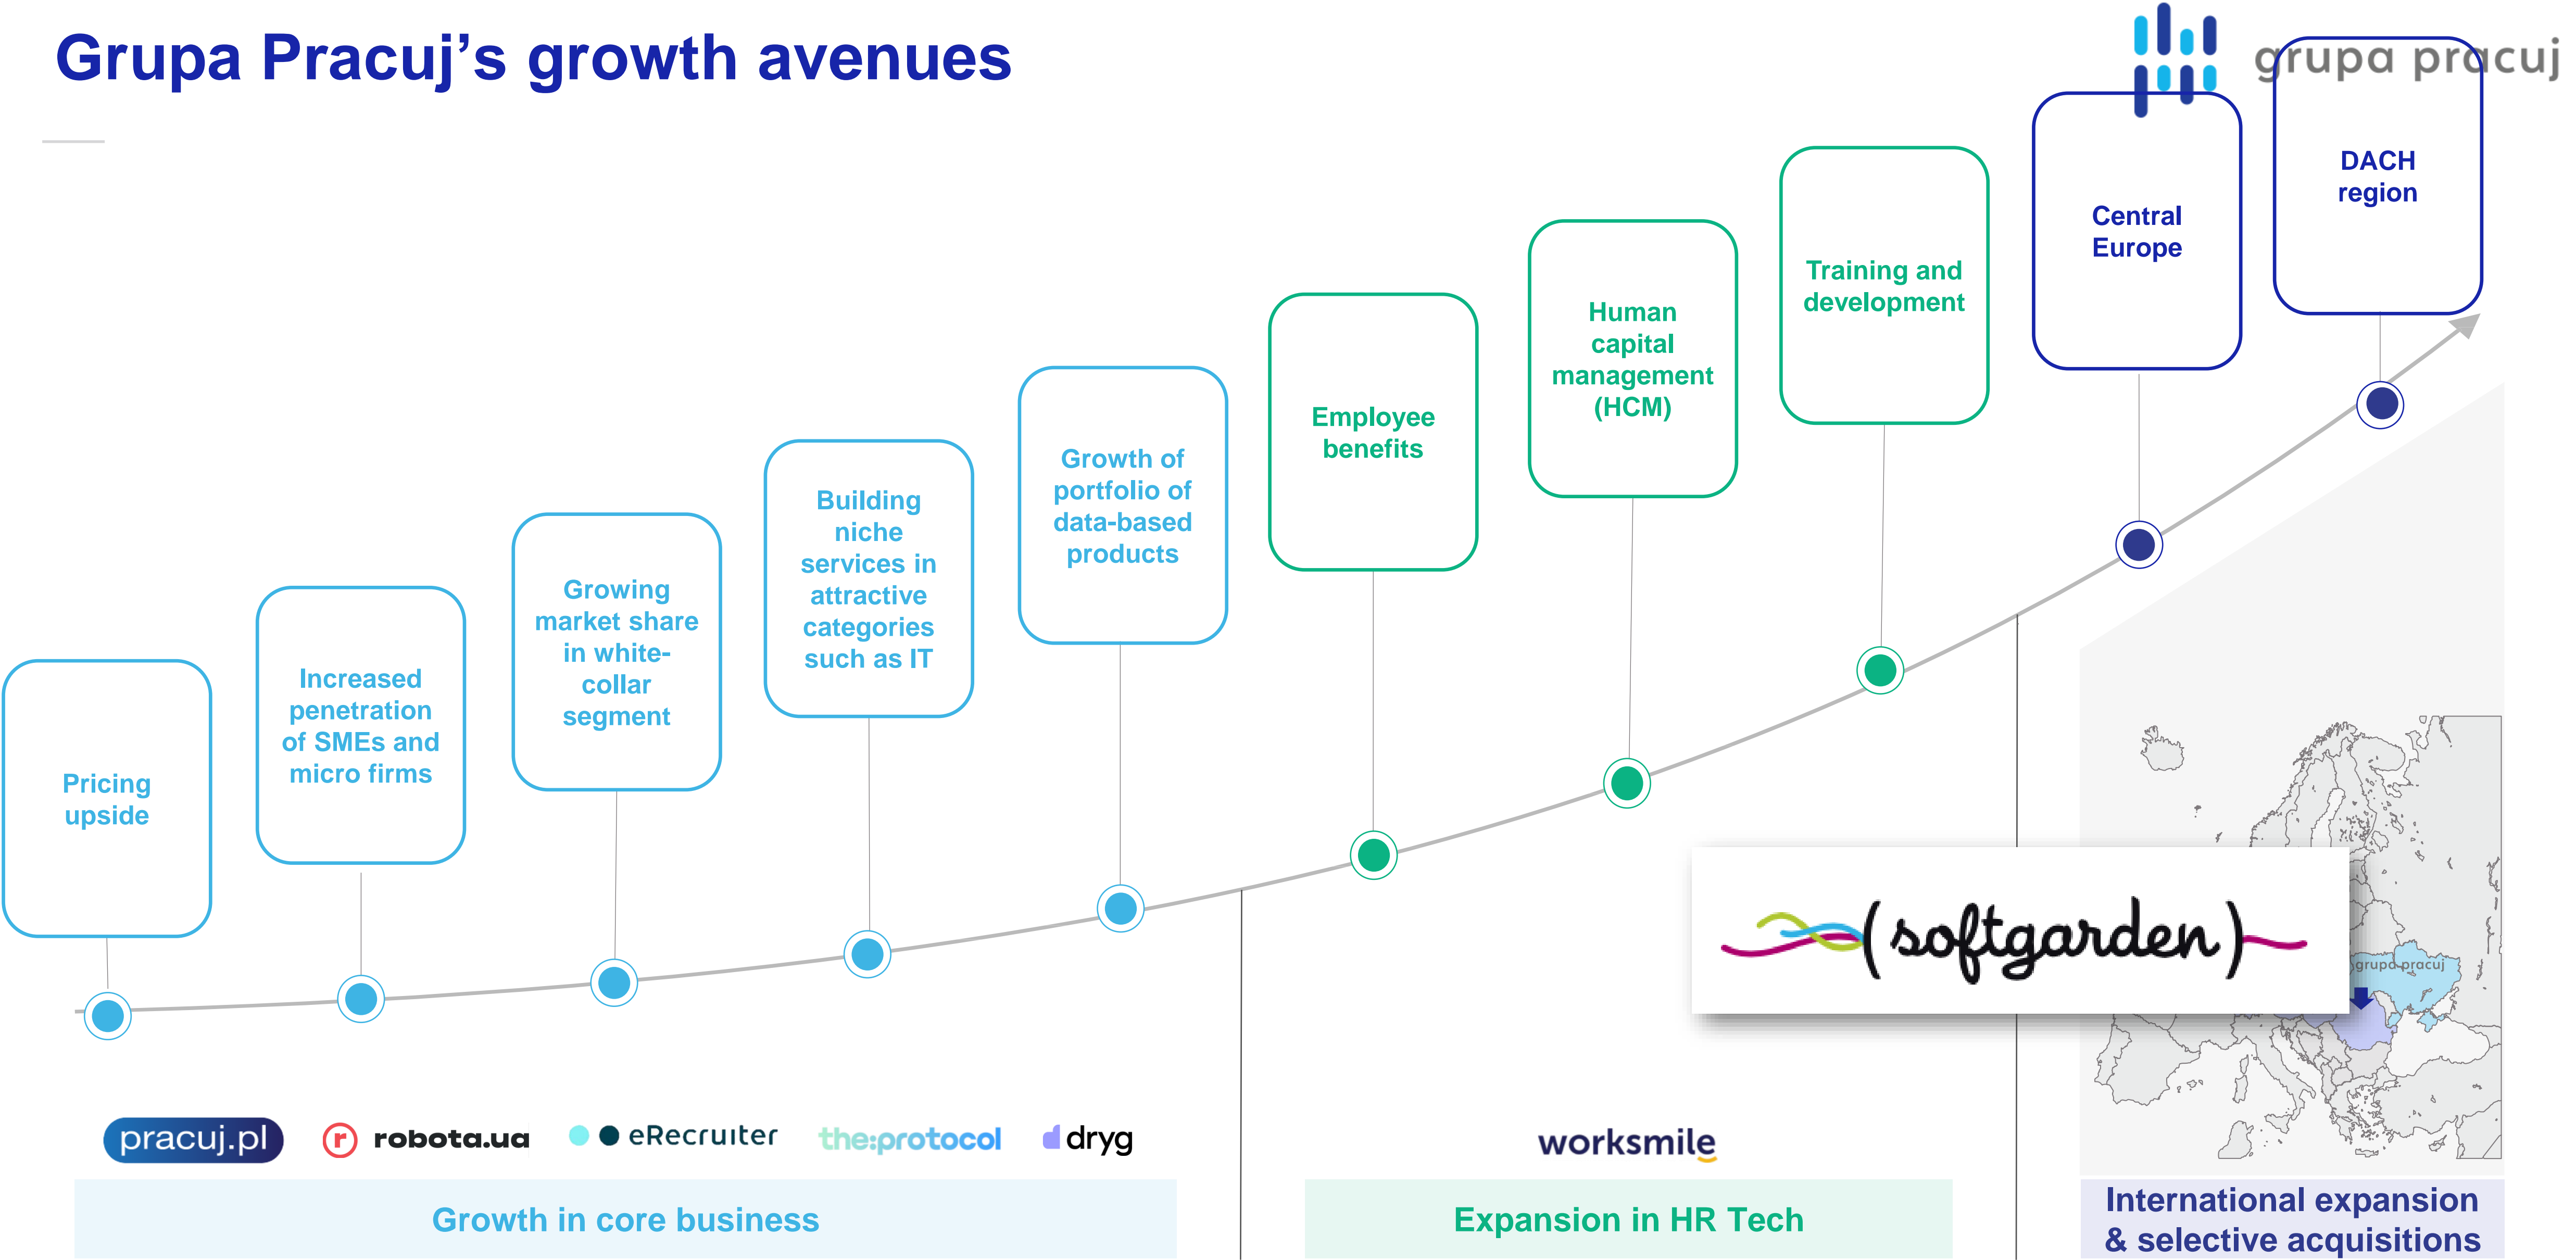 Grupa Pracuj’s growth avenues
grupa pracuj
Pricing
upside
Increased
penetration
of SMEs and
micro firms
Growing
market share
in white-
collar
segment
Building
niche
services in
attractive
categories
such as IT
Growth of
portfolio of
data-based
products
Employee
benefits
Human
capital
management
(HCM)
Training and
development
Central
Europe
DACH
region
(softgarden)
grupa pracuj
pracuj.pl
r robota.ua
eRecruiter
the:protocol
dryg
worksmile
Growth in core business
Expansion in HR Tech
International expansion
& selective acquisitions